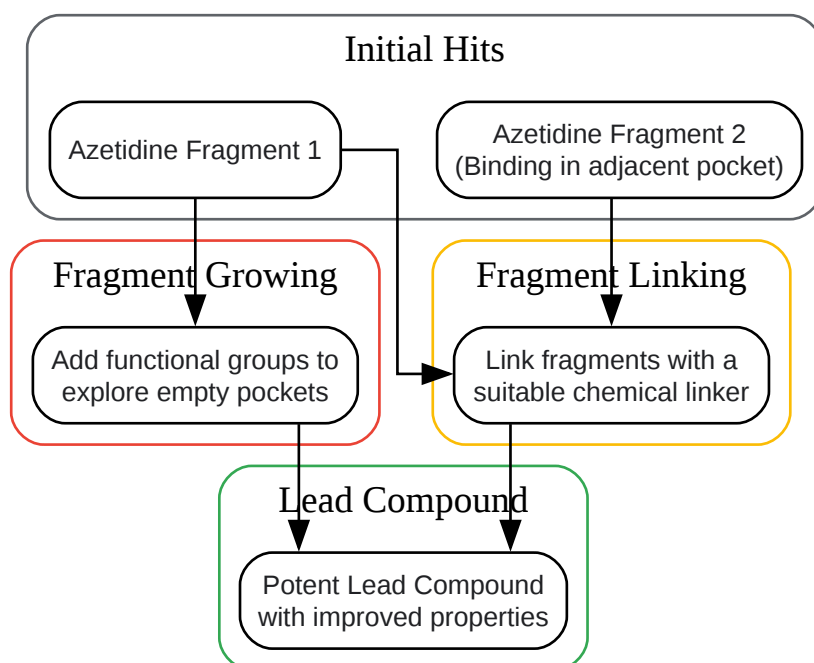 Initial Hits
Azetidine Fragment 1
Azetidine Fragment 2
(Binding in adjacent pocket)
Fragment Growing
Fragment Linking
Add functional groups to
explore empty pockets
Link fragments with a
suitable chemical linker
Lead Compound
Potent Lead Compound
with improved properties